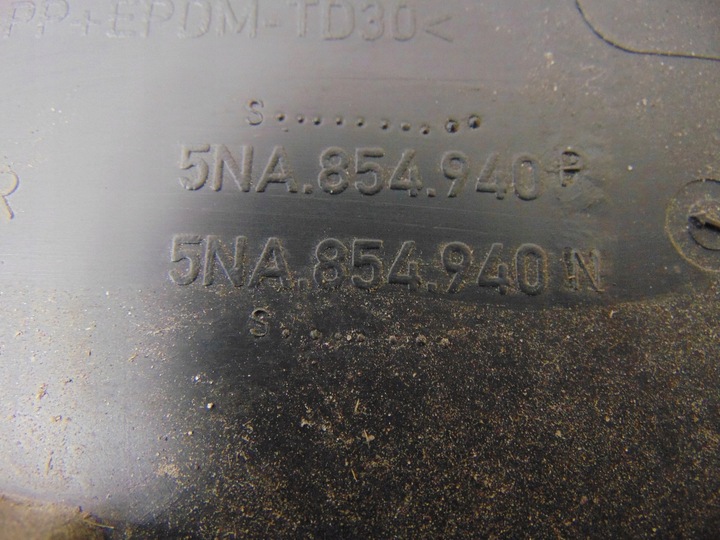 PP+EPDM-TD30<
S..........
5NA.854.940 P
R
5NA.854.940 N
S.......